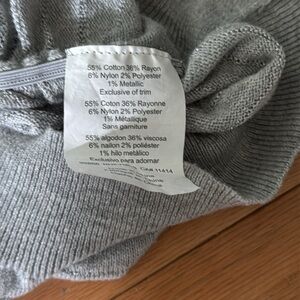 55% Cotton 36% Rayon
6% Nylon 2% Polyester
1% Metallic
Exclusive of trim
55% Coton 36% Rayonne
6% Nylon 2% Polyester
1% Métallique
Sans garniture
55% algodon 36% viscosa
6% nailon 2% poliéster
1% hilo metálico
Exclusivo para adornar
11414